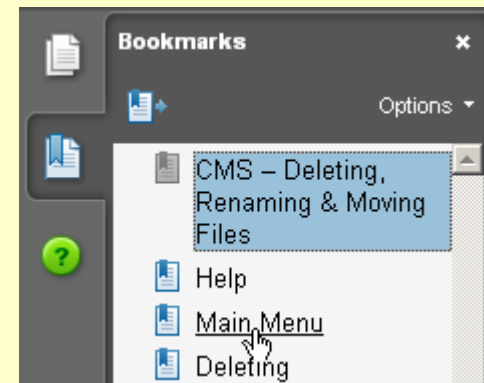 Bookmarks
Options
CMS – Deleting,
Renaming & Moving
Files
Help
Main Menu
Deleting